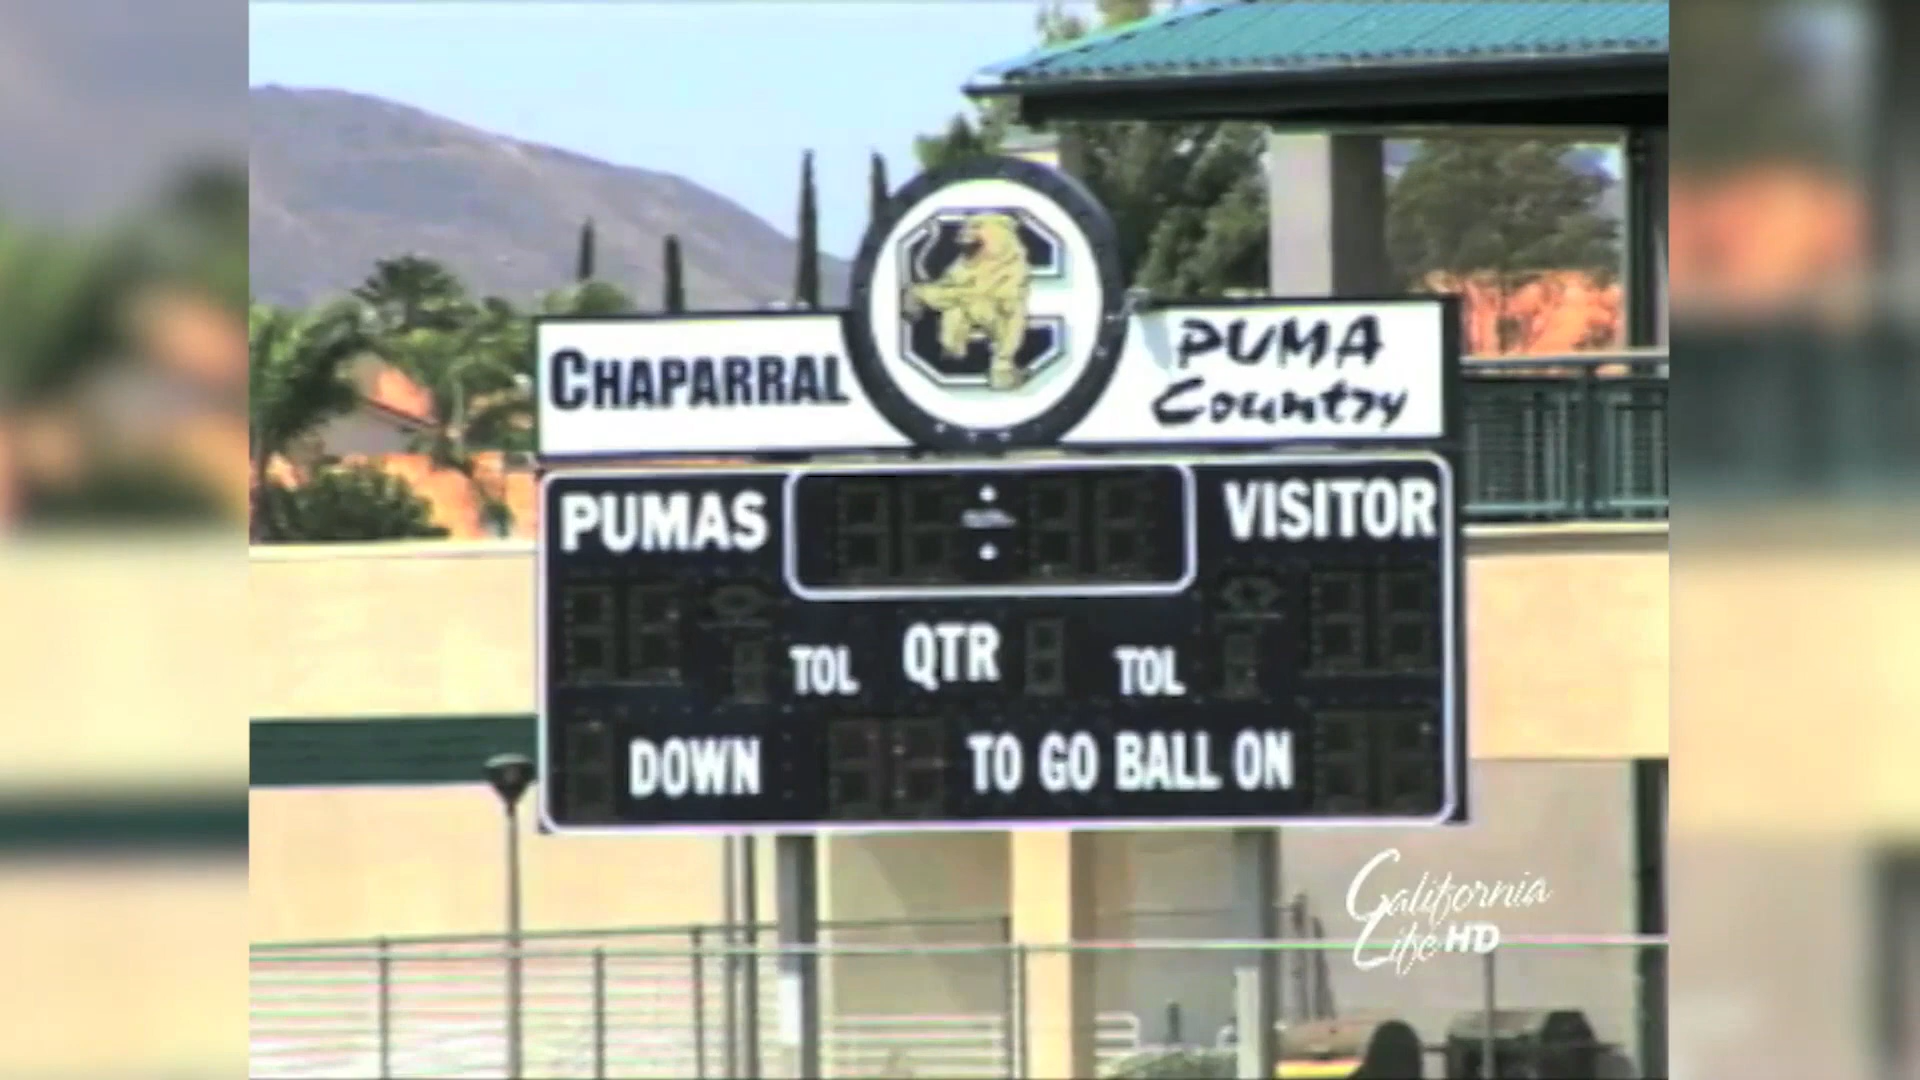 CHAPARRAL
PUMA
Country
PUMAS
VISITOR
TOL QTR TOL
DOWN TO GO BALL ON
California
Life HD